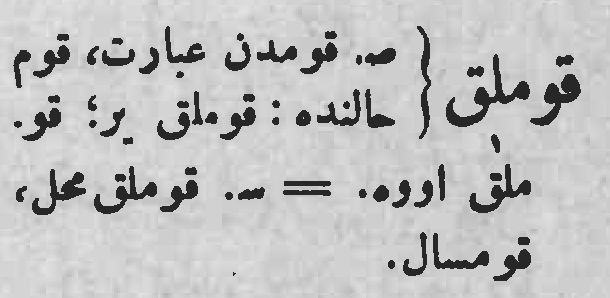 قوملق } ص. قومدن عبارت، قوم
حالنده : قوملق یر؛ قو.
ملق اووه. = س. قوملق محل،
قومسال.